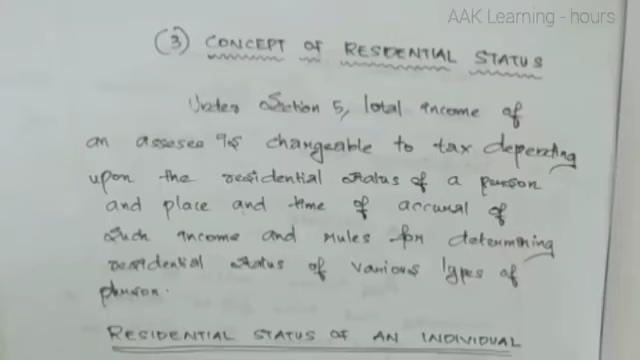 AAK Learning - hours
(3) CONCEPT OF RESIDENTIAL STATUS
Under Section 5, total income of
an assesee is chargeable to tax depending
upon the residential status of a person
and place and time of accural of
such income and rules for determining
residential status of various types of
person.
RESIDENTIAL STATUS OF AN INDIVIDUAL